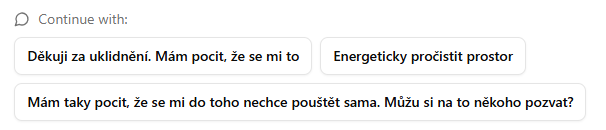 Continue with:
Děkuji za uklidnění. Mám pocit, že se mi to
Energeticky pročistit prostor
Mám taky pocit, že se mi do toho nechce pouštět sama. Můžu si na to někoho pozvat?